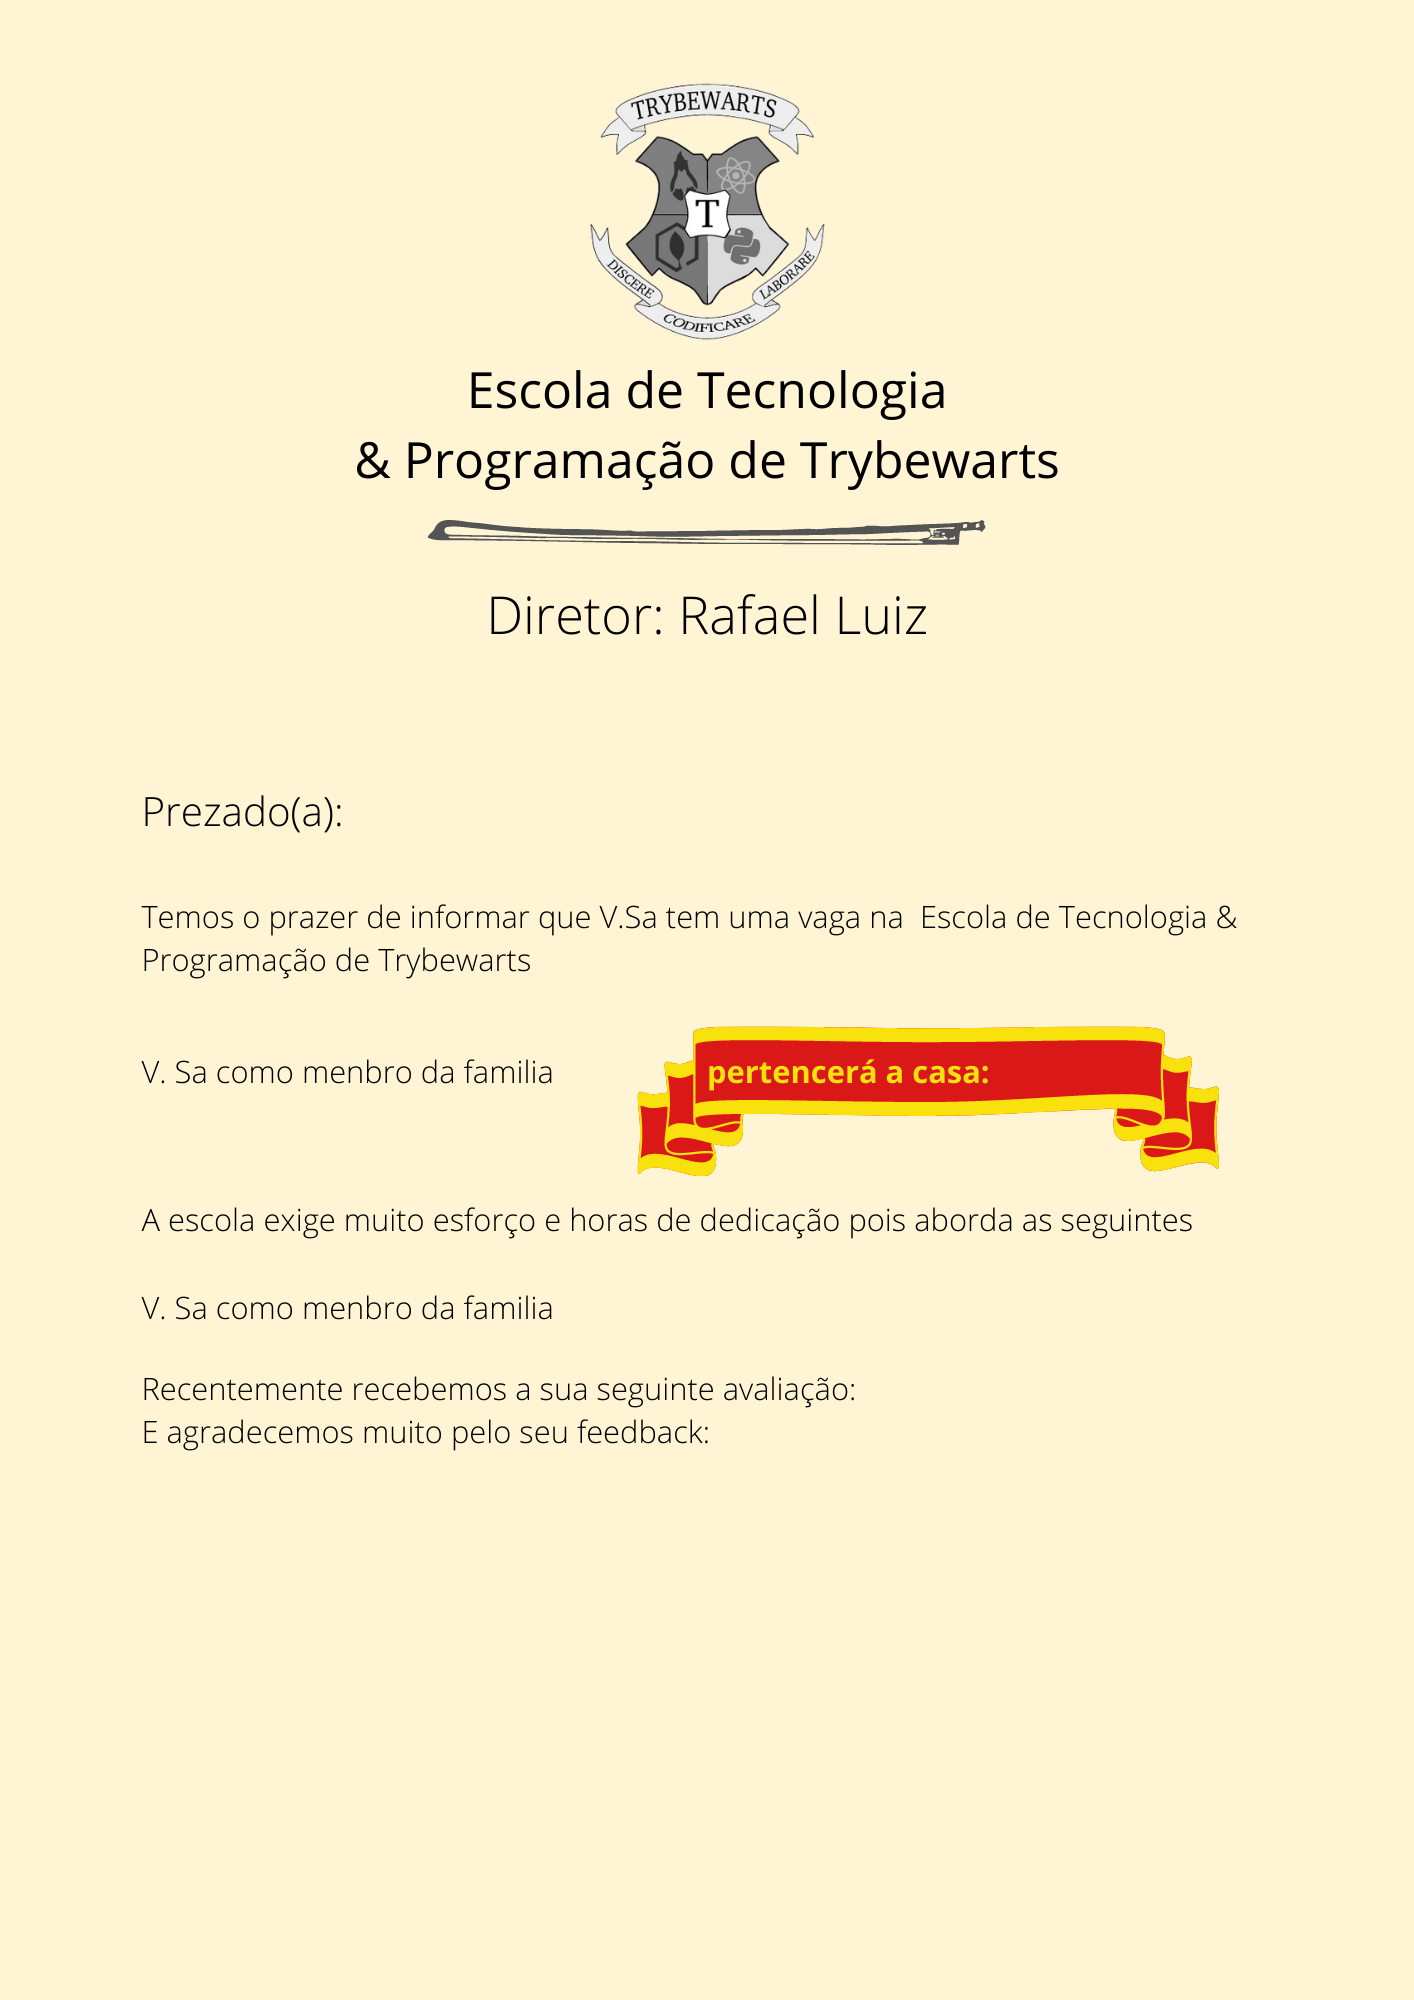 TRYBEWARTS
T
DISCERE
CODIFICARE
LABORARE
Escola de Tecnologia
& Programação de Trybewarts
Diretor: Rafael Luiz
Prezado(a):
Temos o prazer de informar que V.Sa tem uma vaga na  Escola de Tecnologia &
Programação de Trybewarts
V. Sa como menbro da familia
pertencerá a casa:
A escola exige muito esforço e horas de dedicação pois aborda as seguintes
V. Sa como menbro da familia
Recentemente recebemos a sua seguinte avaliação:
E agradecemos muito pelo seu feedback: